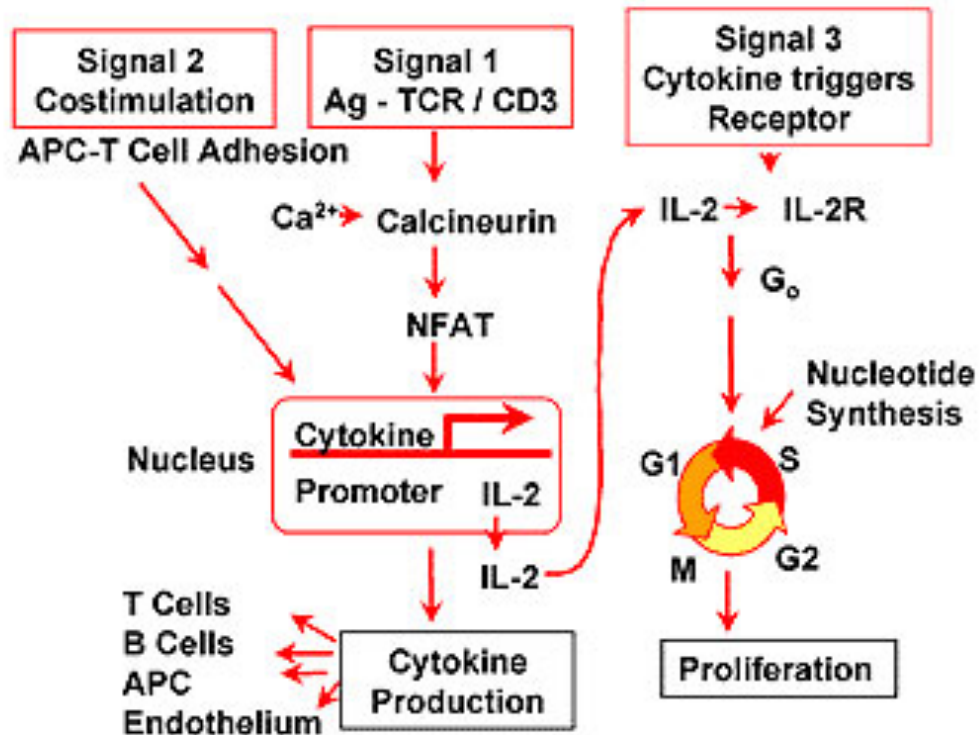 Signal 2
Costimulation
APC-T Cell Adhesion
Signal 1
Ag - TCR / CD3
Ca²⁺
Calcineurin
NFAT
Signal 3
Cytokine triggers
Receptor
IL-2
IL-2R
G₀
Nucleotide
Synthesis
G1
S
M
G2
Proliferation
Nucleus
Cytokine
Promoter
IL-2
IL-2
T Cells
B Cells
APC
Endothelium
Cytokine
Production